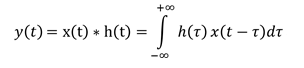 y(t) = x(t) ∗ h(t) = ∫_{−∞}^{+∞} h(τ) x(t − τ)dτ